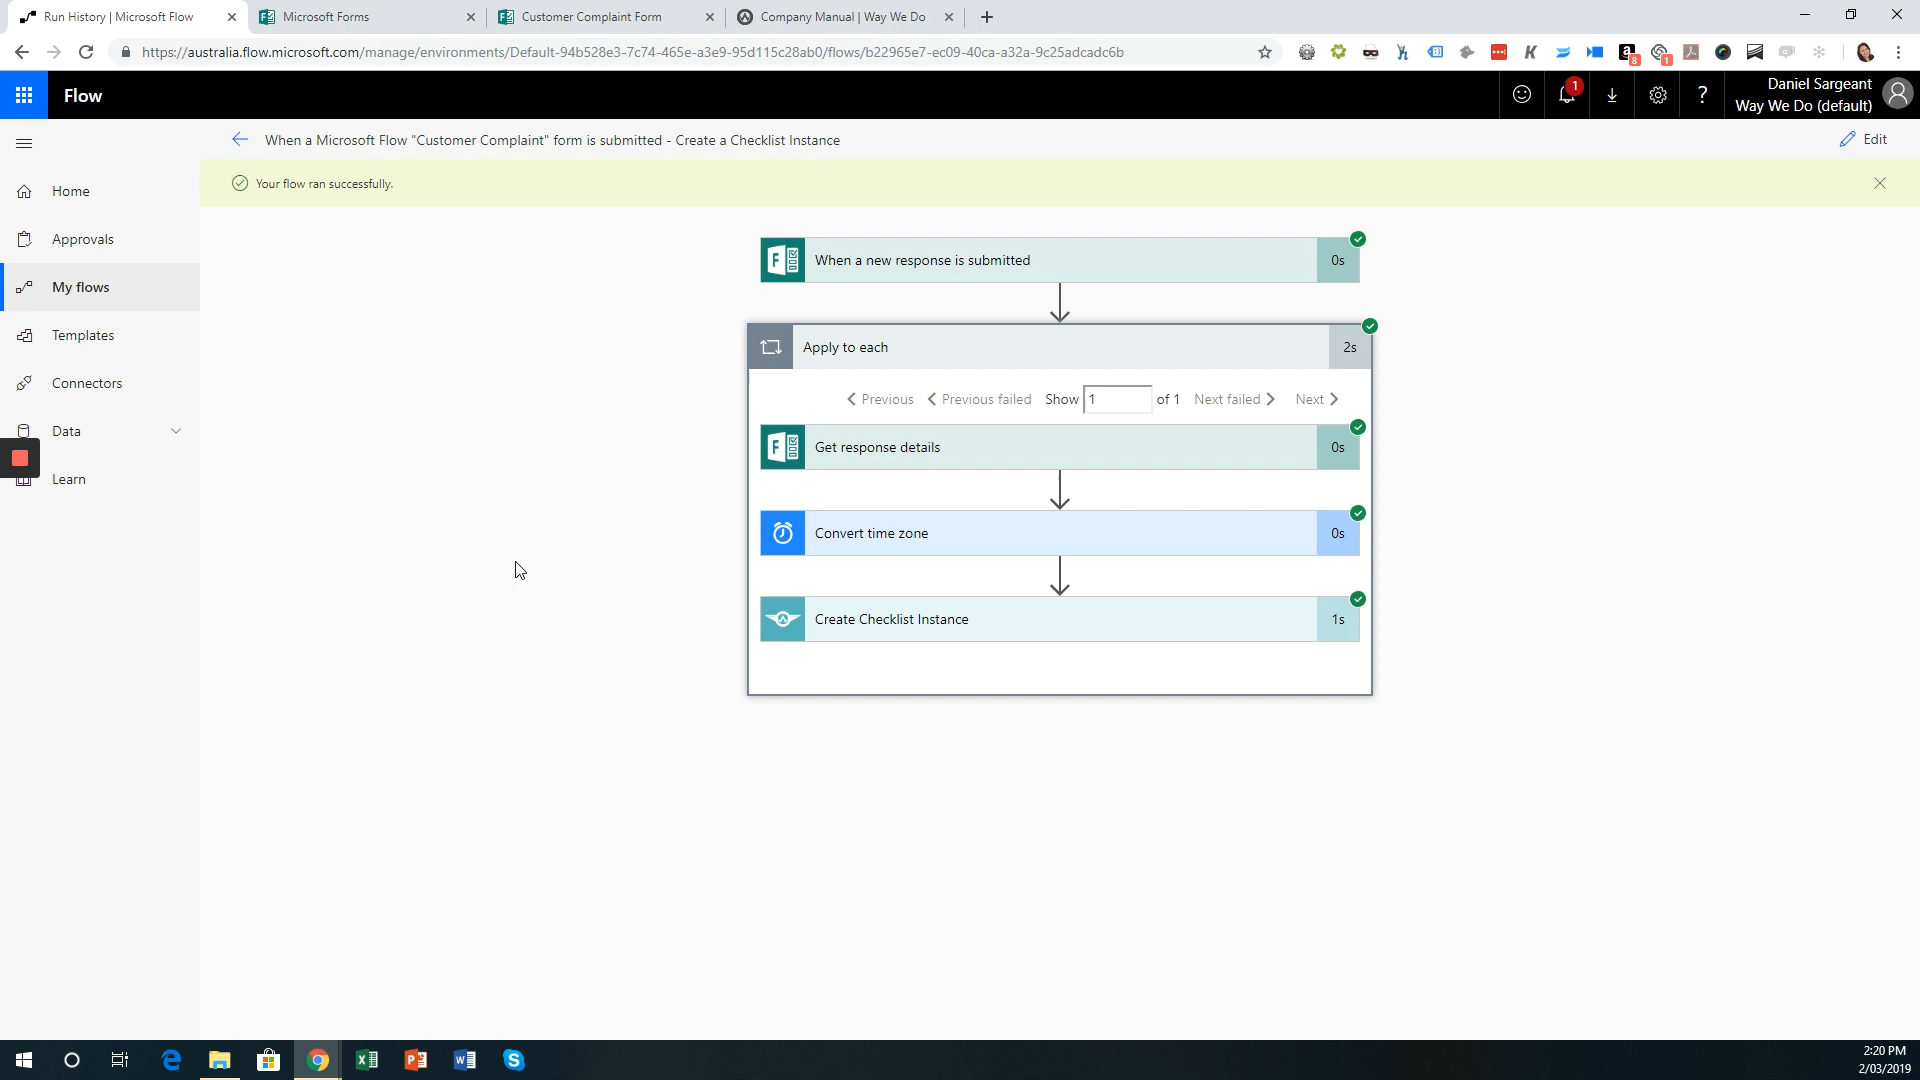 Run History | Microsoft Flow
Microsoft Forms
Customer Complaint Form
Company Manual | Way We Do
https://australia.flow.microsoft.com/manage/environments/Default-94b528e3-7c74-465e-a3e9-95d115c28ab0/flows/b22965e7-ec09-40ca-a32a-9c25adcadc6b
8
1
Flow
1
?
Daniel Sargeant
Way We Do (default)
When a Microsoft Flow "Customer Complaint" form is submitted - Create a Checklist Instance
Edit
Your flow ran successfully.
Home
Approvals
My flows
Templates
Connectors
Data
Learn
When a new response is submitted
0s
Apply to each
2s
Previous
Previous failed
Show
1
of 1
Next failed
Next
Get response details
0s
Convert time zone
0s
Create Checklist Instance
1s
2:20 PM
2/03/2019